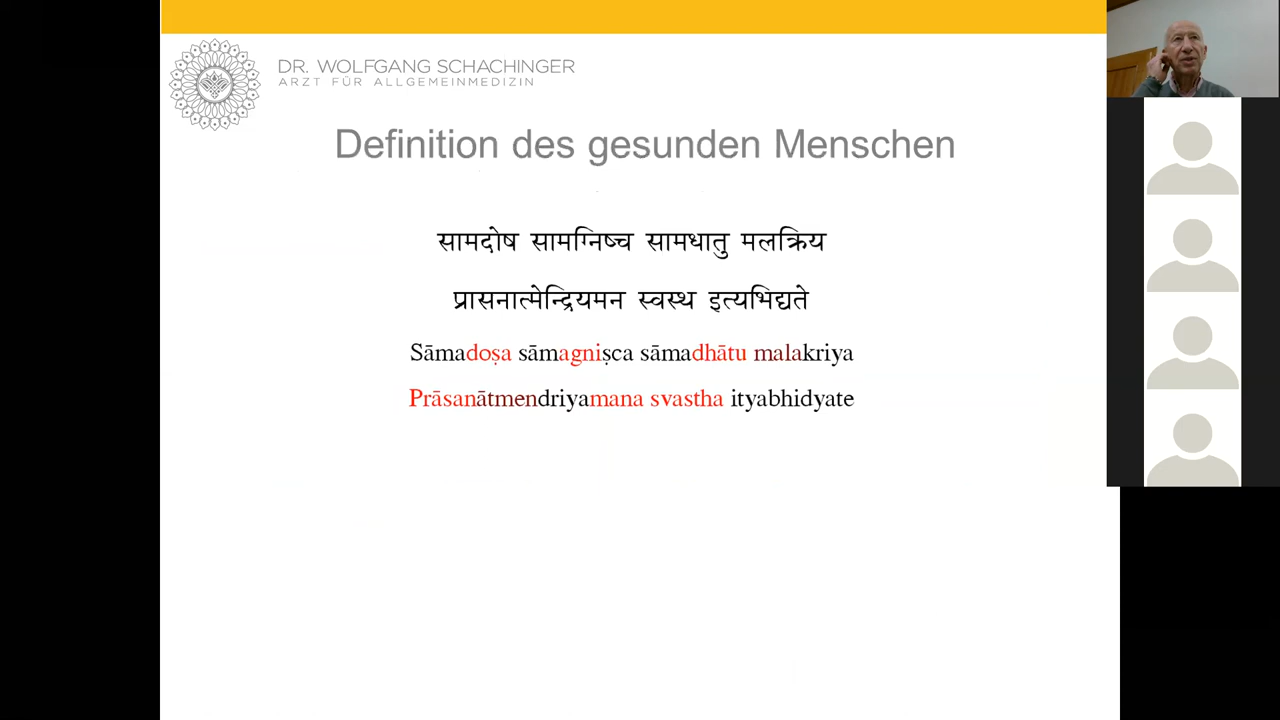 DR. WOLFGANG SCHACHINGER
ARZT FÜR ALLGEMEINMEDIZIN
Definition des gesunden Menschen
सामदोष सामग्निष्च सामधातु मलक्रिय
प्रासनात्मेन्द्रियमन स्वस्थ इत्यभिद्यते
Sāmadoṣa sāmagniṣca sāmadhātu malakriya
Prāsanātmendriyamana svastha ityabhidyate